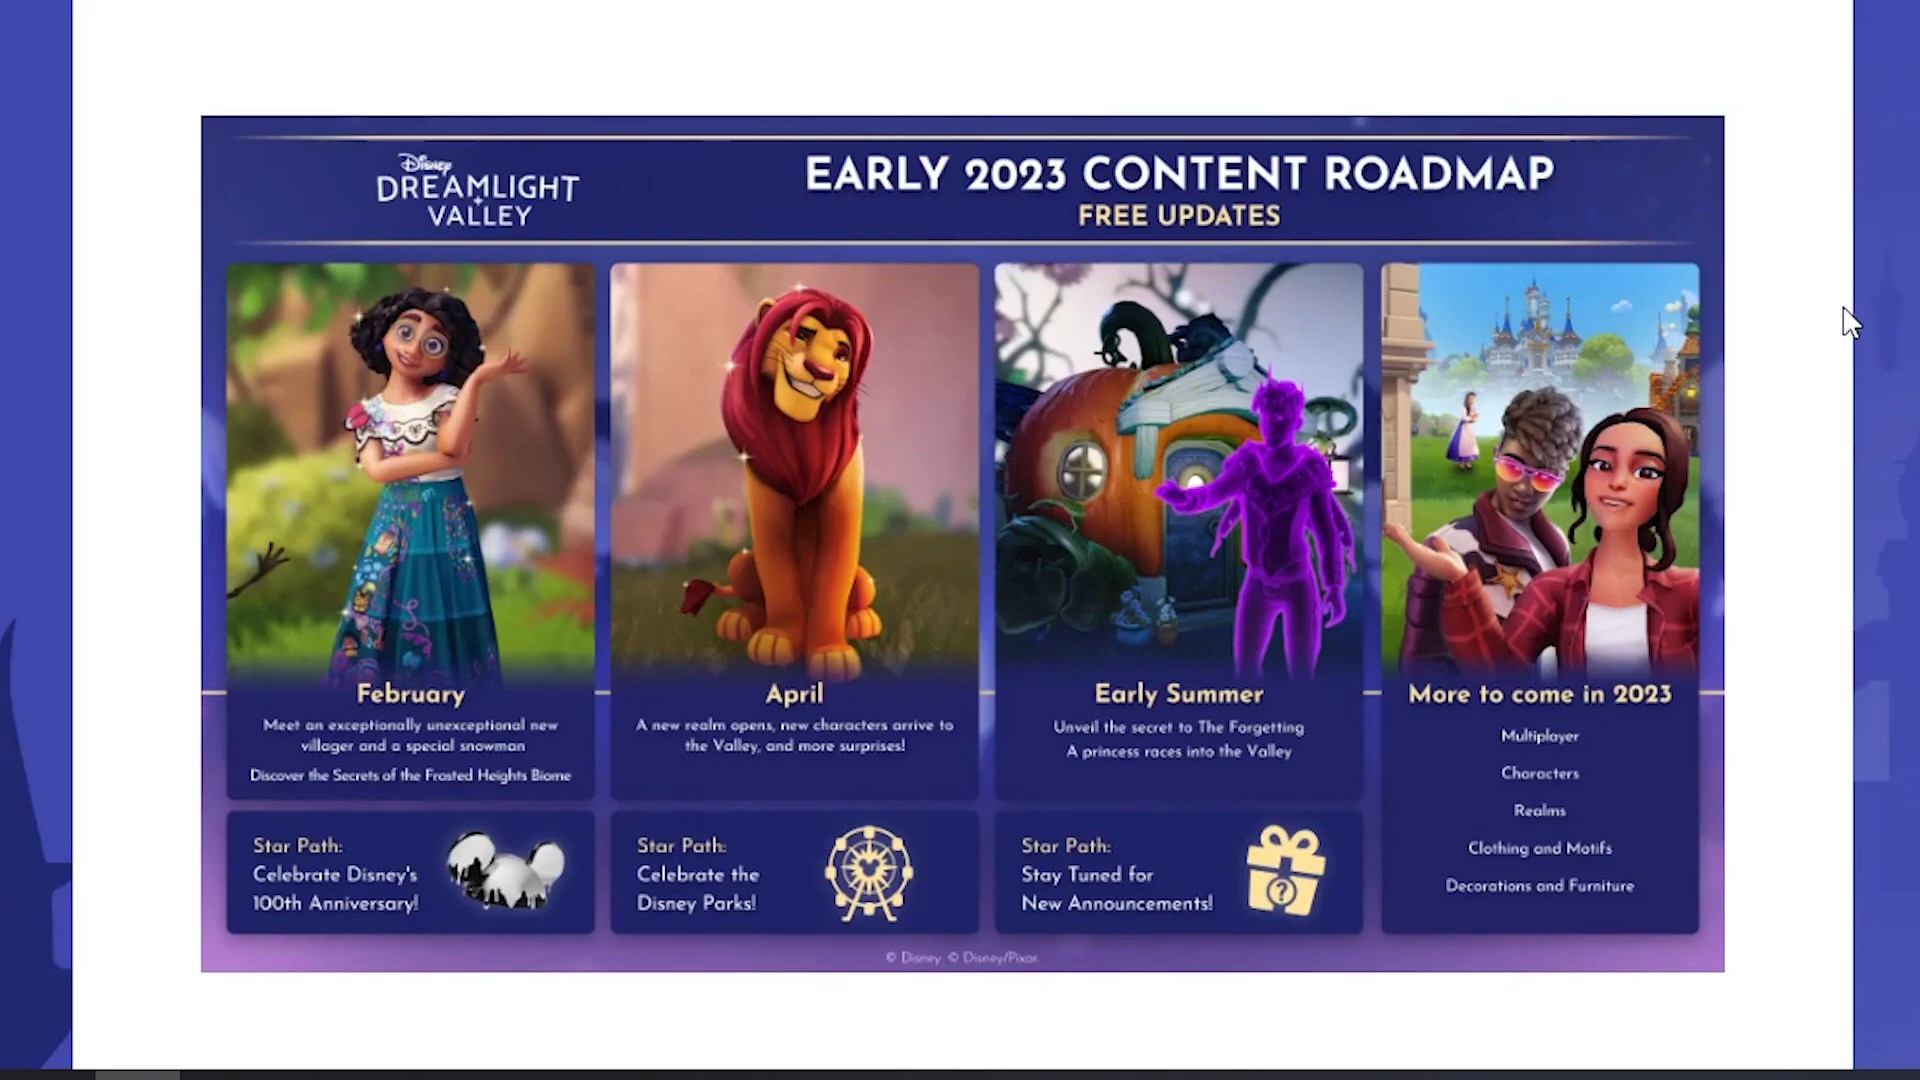 Disney
DREAMLIGHT
VALLEY
EARLY 2023 CONTENT ROADMAP
FREE UPDATES
February
Meet an exceptionally unexceptional new
villager and a special snowman
Discover the Secrets of the Frosted Heights Biome
Star Path:
Celebrate Disney's
100th Anniversary!
April
A new realm opens, new characters arrive to
the Valley, and more surprises!
Star Path:
Celebrate the
Disney Parks!
Early Summer
Unveil the secret to The Forgetting
A princess races into the Valley
Star Path:
Stay Tuned for
New Announcements!
More to come in 2023
Multiplayer
Characters
Realms
Clothing and Motifs
Decorations and Furniture
© Disney. © Disney/Pixar.